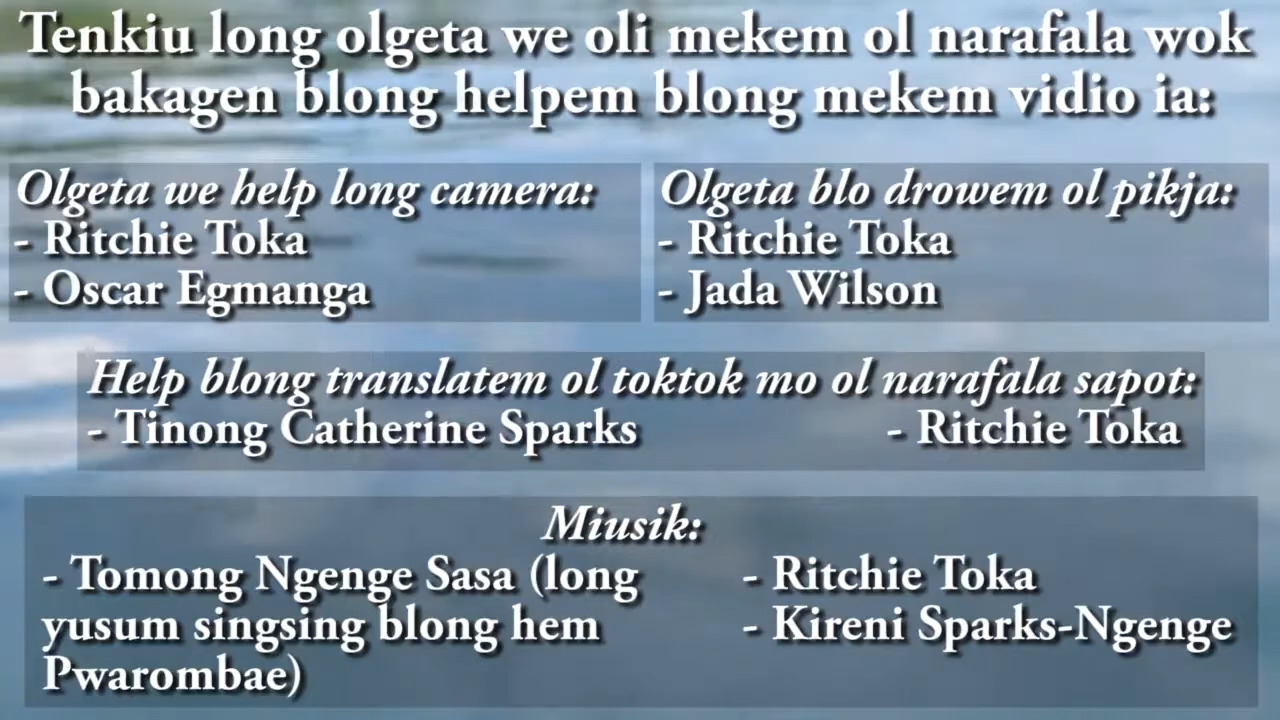 Tenkiu long olgeta we oli mekem ol narafala wok
bakagen blong helpem blong mekem vidio ia:
Olgeta we help long camera:
- Ritchie Toka
- Oscar Egmanga
Olgeta blo drowem ol pikja:
- Ritchie Toka
- Jada Wilson
Help blong translatem ol toktok mo ol narafala sapot:
- Tinong Catherine Sparks
- Ritchie Toka
Miusik:
- Tomong Ngenge Sasa (long
yusum singsing blong hem
Pwarombae)
- Ritchie Toka
- Kireni Sparks-Ngenge